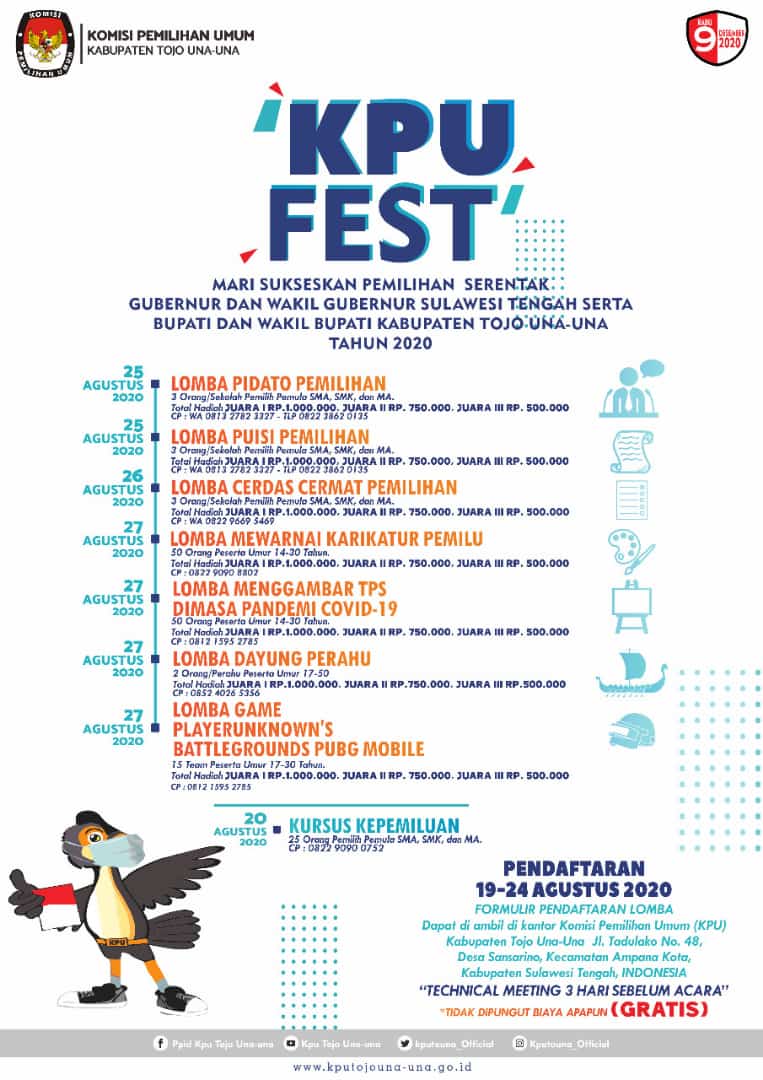 KOMISI
PEMILIHAN UMUM
KOMISI PEMILIHAN UMUM
KABUPATEN TOJO UNA-UNA
RABU
9
DESEMBER
2020
'KPU
FEST'
MARI SUKSESKAN PEMILIHAN SERENTAK
GUBERNUR DAN WAKIL GUBERNUR SULAWESI TENGAH SERTA
BUPATI DAN WAKIL BUPATI KABUPATEN TOJO UNA-UNA
TAHUN 2020
25
AGUSTUS
2020
LOMBA PIDATO PEMILIHAN
3 Orang/Sekolah Pemilih Pemula SMA, SMK, dan MA.
Total Hadiah JUARA I RP.1.000.000. JUARA II RP. 750.000. JUARA III RP. 500.000
CP : WA 0813 2782 3327 - TLP 0822 3862 0135
25
AGUSTUS
2020
LOMBA PUISI PEMILIHAN
3 Orang/Sekolah Pemilih Pemula SMA, SMK, dan MA.
Total Hadiah JUARA I RP.1.000.000. JUARA II RP. 750.000. JUARA III RP. 500.000
CP : WA 0813 2782 3327 - TLP 0822 3862 0135
26
AGUSTUS
2020
LOMBA CERDAS CERMAT PEMILIHAN
3 Orang/Sekolah Pemilih Pemula SMA, SMK, dan MA.
Total Hadiah JUARA I RP.1.000.000. JUARA II RP. 750.000. JUARA III RP. 500.000
CP : WA 0822 9669 5469
27
AGUSTUS
2020
LOMBA MEWARNAI KARIKATUR PEMILU
50 Orang Peserta Umur 14-30 Tahun.
Total Hadiah JUARA I RP.1.000.000. JUARA II RP. 750.000. JUARA III RP. 500.000
CP : 0822 9090 8802
27
AGUSTUS
2020
LOMBA MENGGAMBAR TPS
DIMASA PANDEMI COVID-19
50 Orang Peserta Umur 14-30 Tahun.
Total Hadiah JUARA I RP.1.000.000. JUARA II RP. 750.000. JUARA III RP. 500.000
CP : 0812 1595 2785
27
AGUSTUS
2020
LOMBA DAYUNG PERAHU
2 Orang/Perahu Peserta Umur 17-50
Total Hadiah JUARA I RP.1.000.000. JUARA II RP.750.000. JUARA III RP.500.000
CP : 0852 4026 5356
27
AGUSTUS
2020
LOMBA GAME
PLAYERUNKNOWN'S
BATTLEGROUNDS PUBG MOBILE
15 Team Peserta Umur 17-30 Tahun.
Total Hadiah JUARA I RP.1.000.000. JUARA II RP. 750.000. JUARA III RP. 500.000
CP : 0812 1595 2785
20
AGUSTUS
2020
KURSUS KEPEMILUAN
25 Orang Pemilih Pemula SMA, SMK, dan MA.
CP : 0822 9090 0752
KPU
PENDAFTARAN
19-24 AGUSTUS 2020
FORMULIR PENDAFTARAN LOMBA
Dapat di ambil di kantor Komisi Pemilihan Umum (KPU)
Kabupaten Tojo Una-Una Jl. Tadulako No. 48,
Desa Sansarino, Kecamatan Ampana Kota,
Kabupaten Sulawesi Tengah, INDONESIA
"TECHNICAL MEETING 3 HARI SEBELUM ACARA"
*TIDAK DIPUNGUT BIAYA APAPUN (GRATIS)
Ppid Kpu Tojo Una-una
Kpu Tojo Una-una
kputouna_Official
Kputouna_Official
www.kputojouna-una.go.id